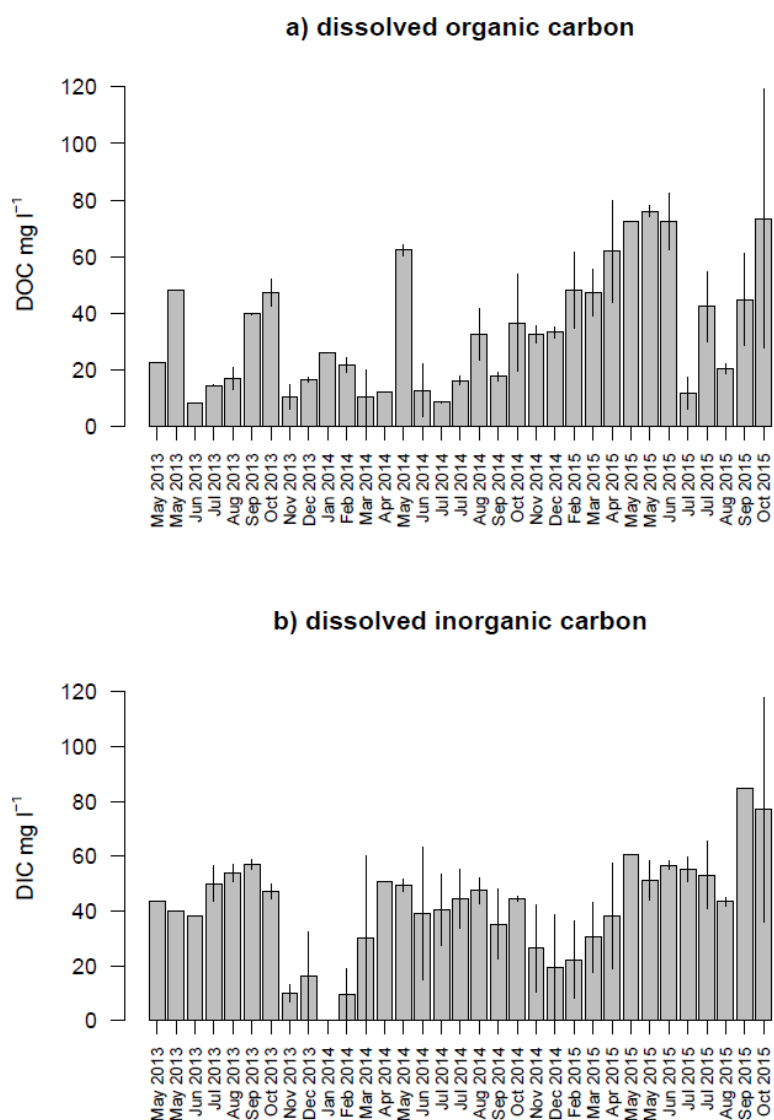 a) dissolved organic carbon
DOC mg l⁻¹
120
100
80
60
40
20
0
May 2013
May 2013
Jun 2013
Jul 2013
Aug 2013
Sep 2013
Oct 2013
Nov 2013
Dec 2013
Jan 2014
Feb 2014
Mar 2014
Apr 2014
May 2014
Jun 2014
Jul 2014
Jul 2014
Aug 2014
Sep 2014
Oct 2014
Nov 2014
Dec 2014
Feb 2015
Mar 2015
Apr 2015
May 2015
May 2015
Jun 2015
Jul 2015
Jul 2015
Aug 2015
Sep 2015
Oct 2015
b) dissolved inorganic carbon
DIC mg l⁻¹
120
100
80
60
40
20
0
May 2013
May 2013
Jun 2013
Jul 2013
Aug 2013
Sep 2013
Oct 2013
Nov 2013
Dec 2013
Jan 2014
Feb 2014
Mar 2014
Apr 2014
May 2014
Jun 2014
Jul 2014
Jul 2014
Aug 2014
Sep 2014
Oct 2014
Nov 2014
Dec 2014
Feb 2015
Mar 2015
Apr 2015
May 2015
May 2015
Jun 2015
Jul 2015
Jul 2015
Aug 2015
Sep 2015
Oct 2015